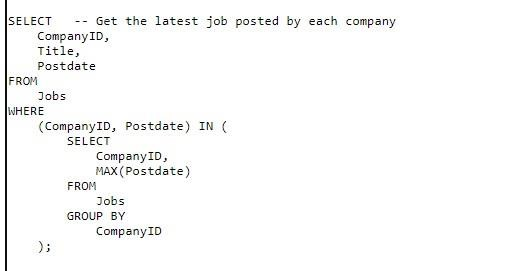 SELECT   -- Get the latest job posted by each company
    CompanyID,
    Title,
    Postdate
FROM
    Jobs
WHERE
    (CompanyID, Postdate) IN (
        SELECT
            CompanyID,
            MAX(Postdate)
        FROM
            Jobs
        GROUP BY
            CompanyID
    );